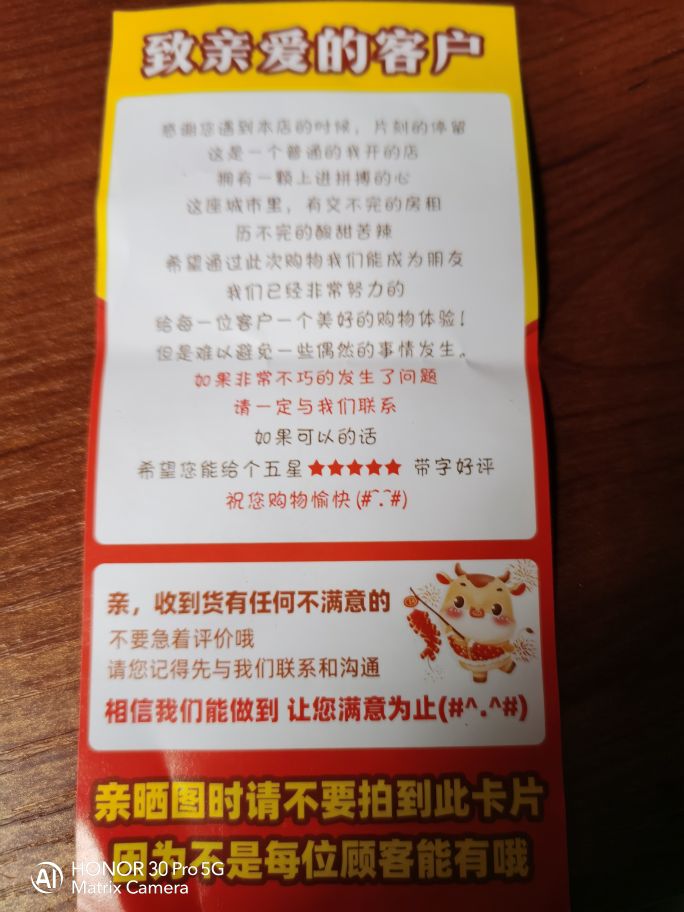 致亲爱的客户
感谢您遇到本店的时候，片刻的停留
这是一个普通的我开的店
拥有一颗上进拼搏的心
这座城市里，有交不完的房租
历不完的酸甜苦辣
希望通过此次购物我们能成为朋友
我们已经非常努力的
给每一位客户一个美好的购物体验！
但是难以避免一些偶然的事情发生。
如果非常不巧的发生了问题
请一定与我们联系
如果可以的话
希望您能给个五星★★★★★ 带字好评
祝您购物愉快(#^.^#)
亲，收到货有任何不满意的
不要急着评价哦
请您记得先与我们联系和沟通
相信我们能做到 让您满意为止(#^.^#)
亲晒图时请不要拍到此卡片
因为不是每位顾客能有哦
AI HONOR 30 Pro 5G
Matrix Camera